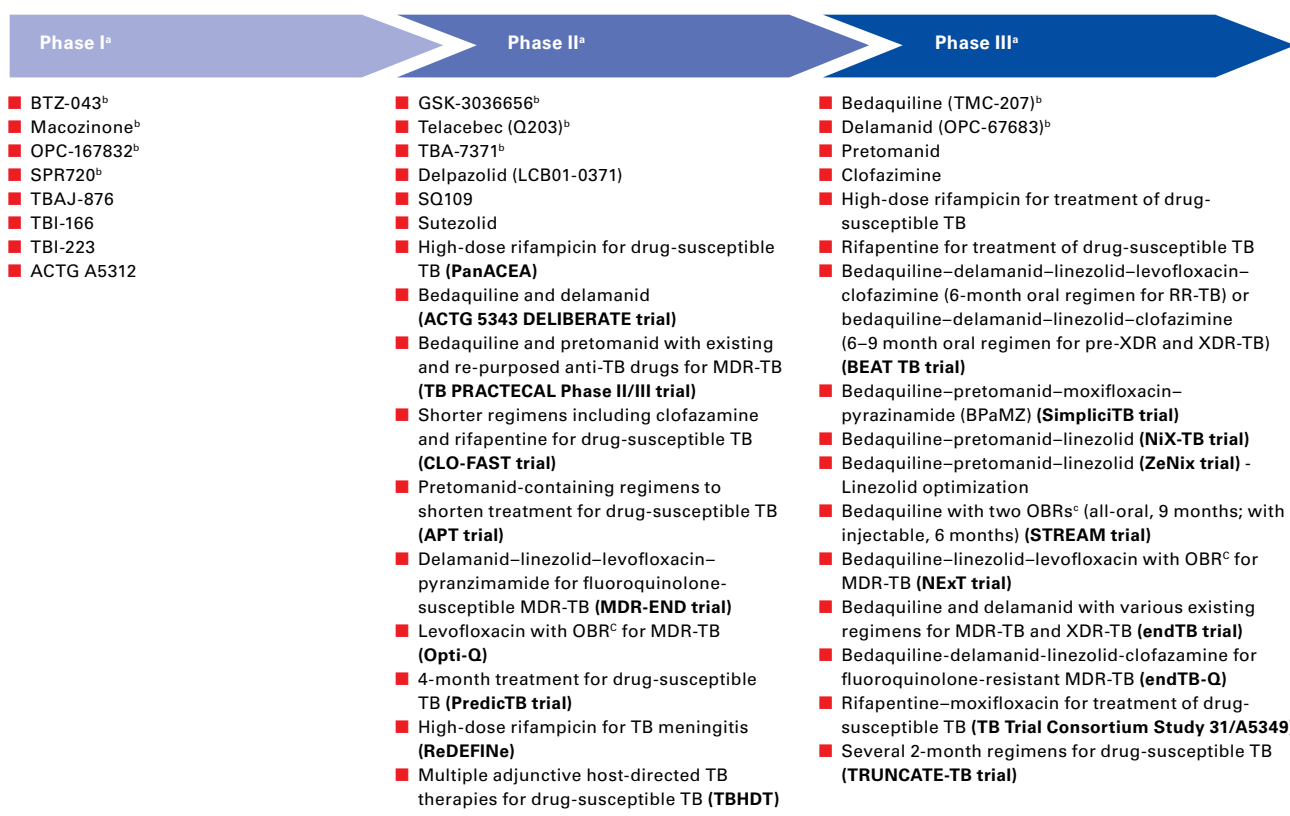 Phase Iᵃ
BTZ-043ᵇ
Macozinoneᵇ
OPC-167832ᵇ
SPR720ᵇ
TBAJ-876
TBI-166
TBI-223
ACTG A5312
Phase IIᵃ
GSK-3036656ᵇ
Telacebec (Q203)ᵇ
TBA-7371ᵇ
Delpazolid (LCB01-0371)
SQ109
Sutezolid
High-dose rifampicin for drug-susceptible
TB (PanACEA)
Bedaquiline and delamanid
(ACTG 5343 DELIBERATE trial)
Bedaquiline and pretomanid with existing
and re-purposed anti-TB drugs for MDR-TB
(TB PRACTECAL Phase II/III trial)
Shorter regimens including clofazamine
and rifapentine for drug-susceptible TB
(CLO-FAST trial)
Pretomanid-containing regimens to
shorten treatment for drug-susceptible TB
(APT trial)
Delamanid–linezolid–levofloxacin–
pyranzimamide for fluoroquinolone-
susceptible MDR-TB (MDR-END trial)
Levofloxacin with OBRᶜ for MDR-TB
(Opti-Q)
4-month treatment for drug-susceptible
TB (PredicTB trial)
High-dose rifampicin for TB meningitis
(ReDEFINe)
Multiple adjunctive host-directed TB
therapies for drug-susceptible TB (TBHDT)
Phase IIIᵃ
Bedaquiline (TMC-207)ᵇ
Delamanid (OPC-67683)ᵇ
Pretomanid
Clofazimine
High-dose rifampicin for treatment of drug-
susceptible TB
Rifapentine for treatment of drug-susceptible TB
Bedaquiline–delamanid–linezolid–levofloxacin–
clofazimine (6-month oral regimen for RR-TB) or
bedaquiline–delamanid–linezolid–clofazimine
(6–9 month oral regimen for pre-XDR and XDR-TB)
(BEAT TB trial)
Bedaquiline–pretomanid–moxifloxacin–
pyrazinamide (BPaMZ) (SimpliciTB trial)
Bedaquiline–pretomanid–linezolid (NiX-TB trial)
Bedaquiline–pretomanid–linezolid (ZeNix trial) -
Linezolid optimization
Bedaquiline with two OBRsᶜ (all-oral, 9 months; with
injectable, 6 months) (STREAM trial)
Bedaquiline–linezolid–levofloxacin with OBRᶜ for
MDR-TB (NExT trial)
Bedaquiline and delamanid with various existing
regimens for MDR-TB and XDR-TB (endTB trial)
Bedaquiline-delamanid-linezolid-clofazamine for
fluoroquinolone-resistant MDR-TB (endTB-Q)
Rifapentine–moxifloxacin for treatment of drug-
susceptible TB (TB Trial Consortium Study 31/A5349)
Several 2-month regimens for drug-susceptible TB
(TRUNCATE-TB trial)